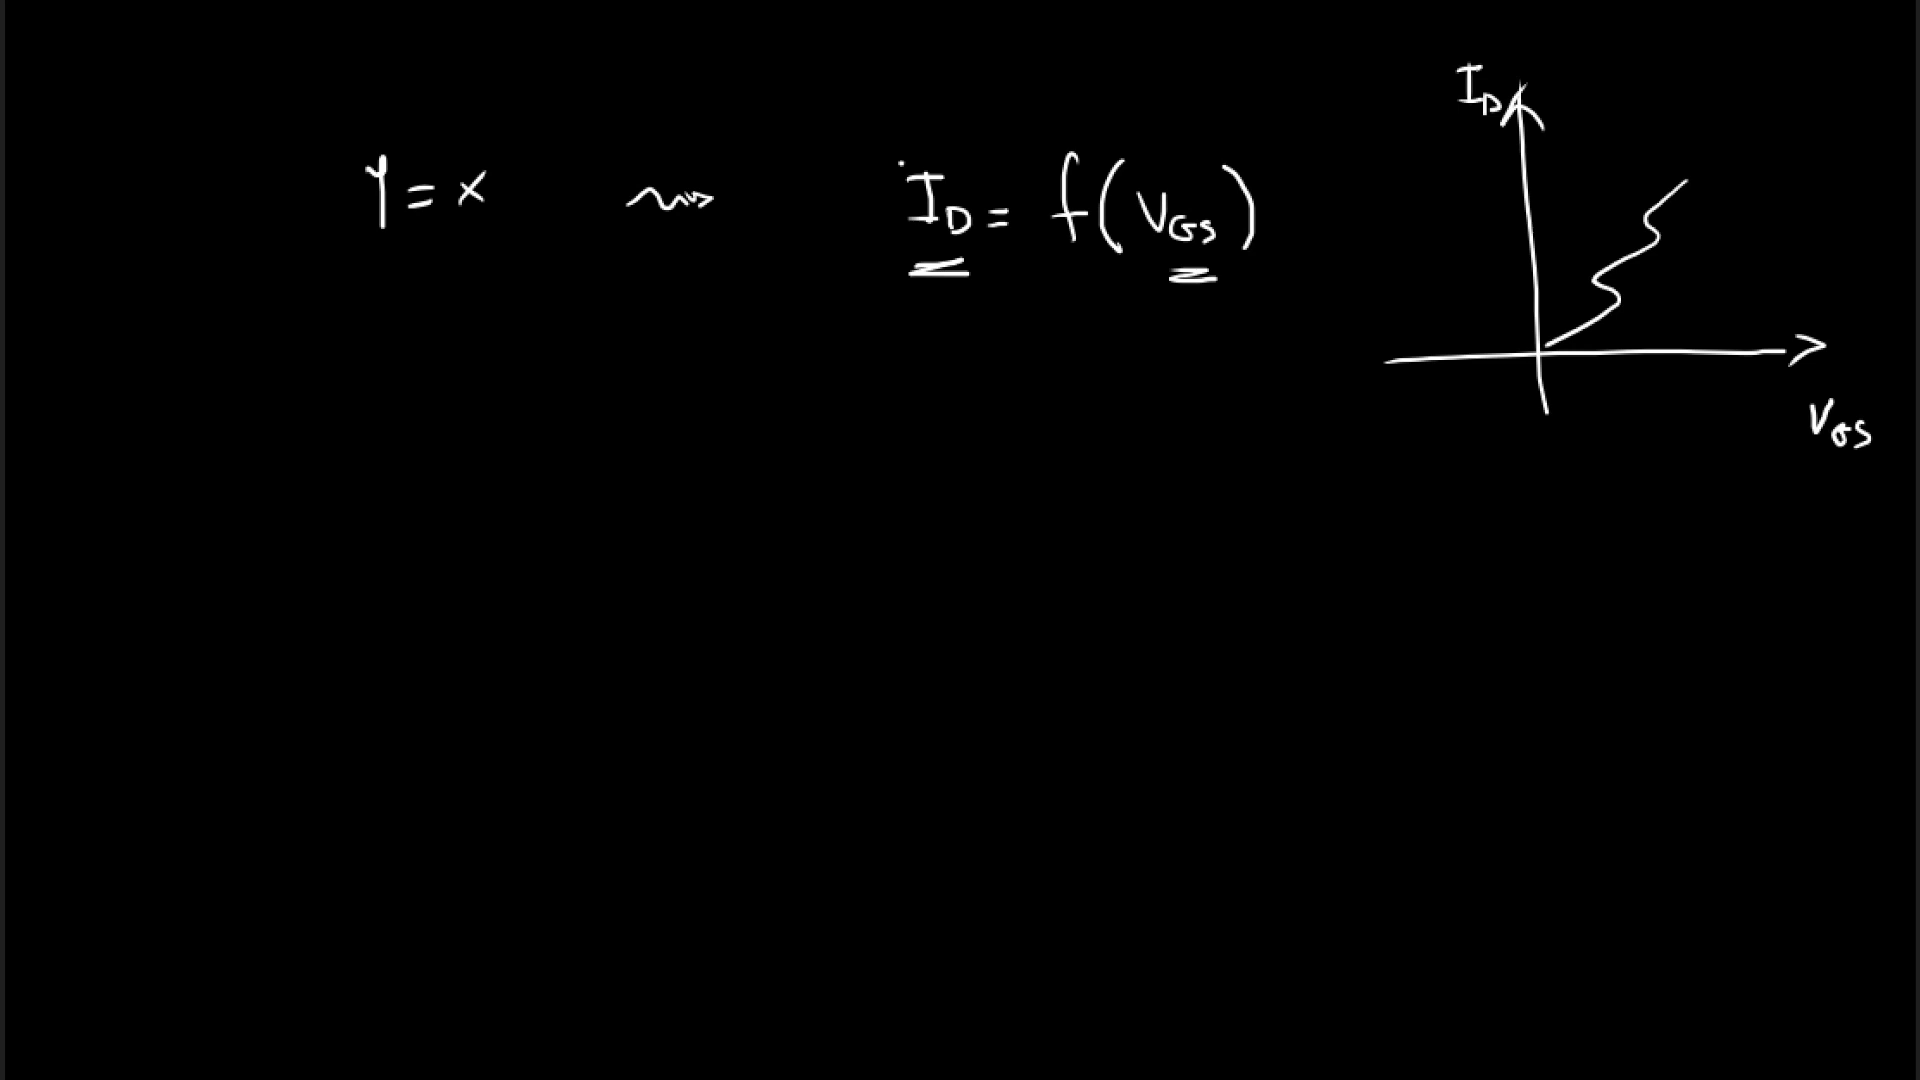 Y = x ⇝ I_D = f(V_GS)
I_D
V_GS